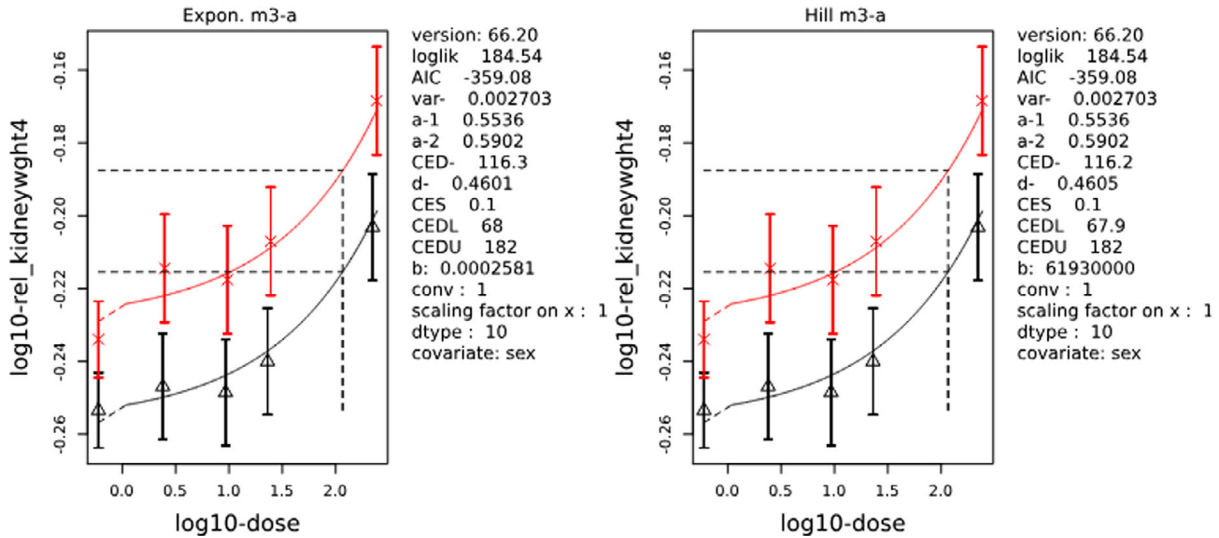 Expon. m3-a
log10-rel_kidneywght4
-0.16
-0.18
-0.20
-0.22
-0.24
-0.26
0.0 0.5 1.0 1.5 2.0
log10-dose
version: 66.20
loglik 184.54
AIC -359.08
var- 0.002703
a-1 0.5536
a-2 0.5902
CED- 116.3
d- 0.4601
CES 0.1
CEDL 68
CEDU 182
b: 0.0002581
conv : 1
scaling factor on x : 1
dtype : 10
covariate: sex
Hill m3-a
log10-rel_kidneywght4
-0.16
-0.18
-0.20
-0.22
-0.24
-0.26
0.0 0.5 1.0 1.5 2.0
log10-dose
version: 66.20
loglik 184.54
AIC -359.08
var- 0.002703
a-1 0.5536
a-2 0.5902
CED- 116.2
d- 0.4605
CES 0.1
CEDL 67.9
CEDU 182
b: 61930000
conv : 1
scaling factor on x : 1
dtype : 10
covariate: sex